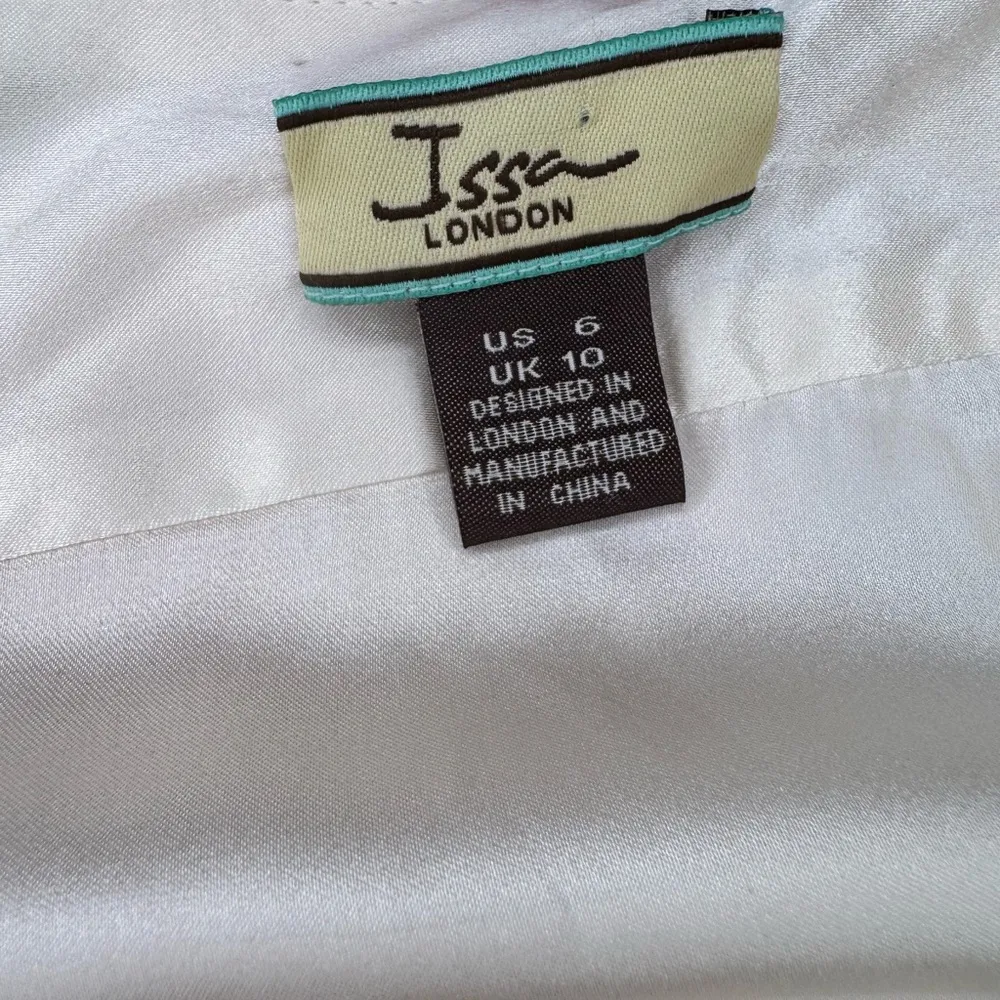 Issa
LONDON
US 6
UK 10
DESIGNED IN
LONDON AND
MANUFACTURED
IN CHINA